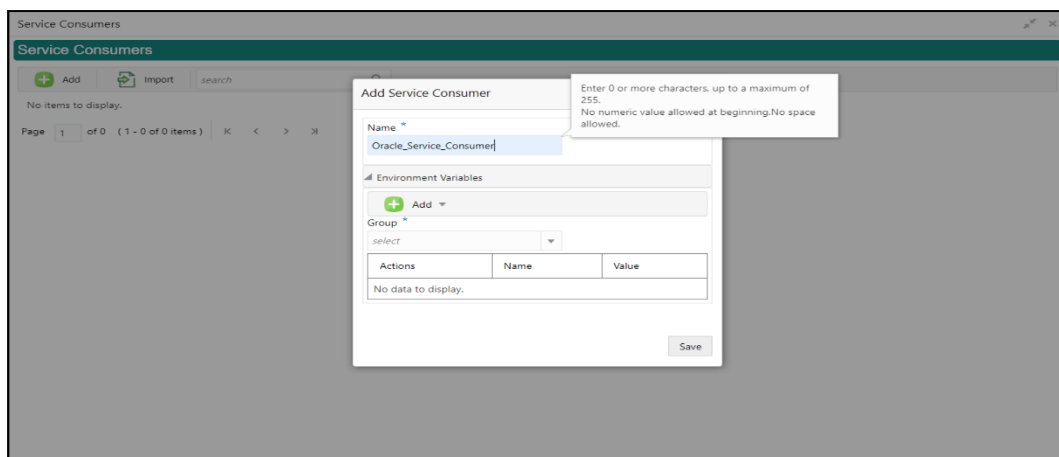 Service Consumers
Service Consumers
Add Import search
No items to display.
Page 1 of 0 ( 1 - 0 of 0 items )
Add Service Consumer
Enter 0 or more characters, up to a maximum of
255.
No numeric value allowed at beginning.No space
allowed.
Name *
Oracle_Service_Consumer
Environment Variables
Add
Group *
select
Actions Name Value
No data to display.
Save